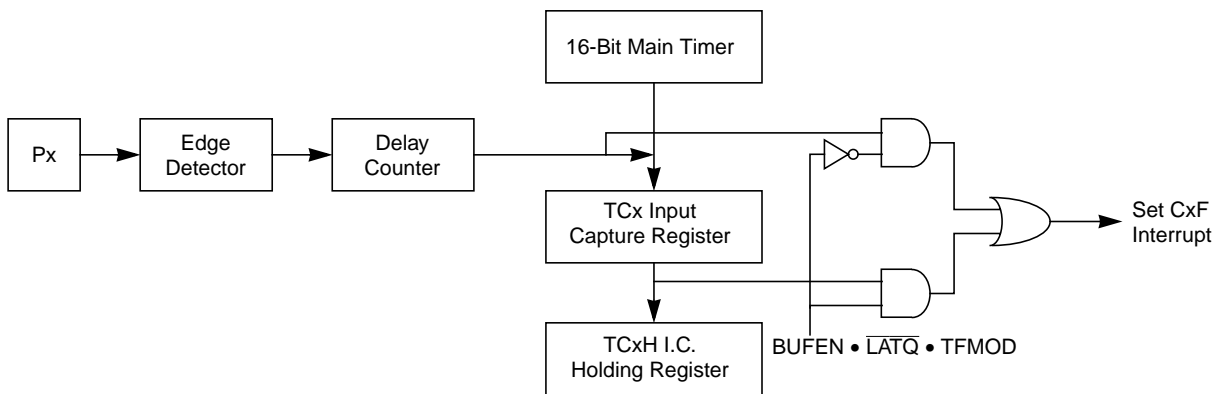 16-Bit Main Timer
Px
Edge
Detector
Delay
Counter
TCx Input
Capture Register
Set CxF
Interrupt
TCxH I.C.
Holding Register
BUFEN • L̅A̅T̅Q̅ • TFMOD